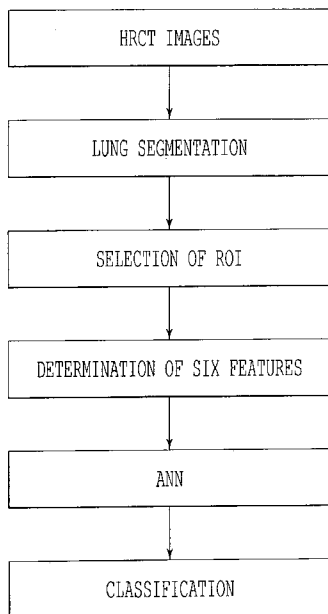 HRCT IMAGES
LUNG SEGMENTATION
SELECTION OF ROI
DETERMINATION OF SIX FEATURES
ANN
CLASSIFICATION